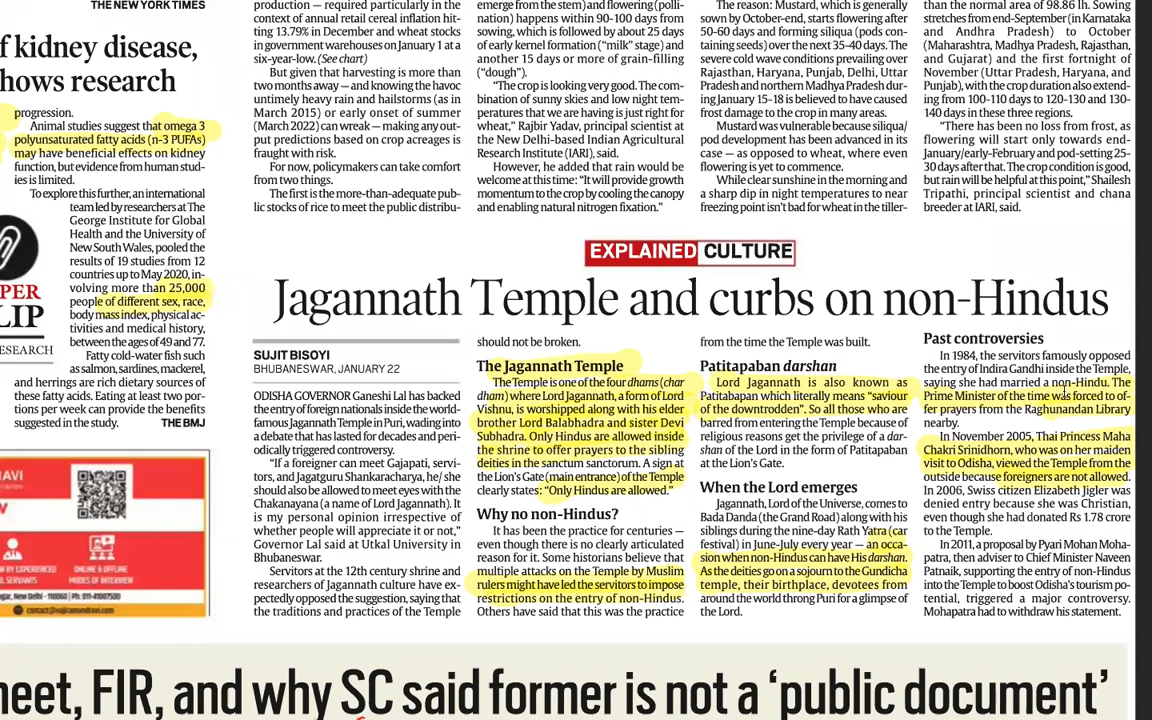 THE NEW YORK TIMES
f kidney disease,
hows research
progression.
Animal studies suggest that omega 3
polyunsaturated fatty acids (n-3 PUFAs)
may have beneficial effects on kidney
function, but evidence from human stud-
ies is limited.
To explore this further, an international
team led by researchers at The
George Institute for Global
Health and the University of
New South Wales, pooled the
results of 19 studies from 12
countries up to May 2020, in-
volving more than 25,000
people of different sex, race,
body mass index, physical ac-
tivities and medical history,
between the ages of 49 and 77.
Fatty cold-water fish such
as salmon, sardines, mackerel,
and herrings are rich dietary sources of
these fatty acids. Eating at least two por-
tions per week can provide the benefits
suggested in the study. THE BMJ
PER
LIP
RESEARCH
AVI
W BY EXPERIENCED
L SERVANTS
ONLINE & OFFLINE
MODES OF INTERVIEW
gar, New Delhi - 110060 | Ph: 011-41007500
contact@vajiramandravi.com
production — required particularly in the
context of annual retail cereal inflation hit-
ting 13.79% in December and wheat stocks
in government warehouses on January 1 at a
six-year-low. (See chart)
But given that harvesting is more than
two months away — and knowing the havoc
untimely heavy rain and hailstorms (as in
March 2015) or early onset of summer
(March 2022) can wreak — making any out-
put predictions based on crop acreages is
fraught with risk.
For now, policymakers can take comfort
from two things.
The first is the more-than-adequate pub-
lic stocks of rice to meet the public distribu-
emerge from the stem) and flowering (polli-
nation) happens within 90-100 days from
sowing, which is followed by about 25 days
of early kernel formation ("milk" stage) and
another 15 days or more of grain-filling
("dough").
"The crop is looking very good. The com-
bination of sunny skies and low night tem-
peratures that we are having is just right for
wheat," Rajbir Yadav, principal scientist at
the New Delhi-based Indian Agricultural
Research Institute (IARI), said.
However, he added that rain would be
welcome at this time: "It will provide growth
momentum to the crop by cooling the canopy
and enabling natural nitrogen fixation."
The reason: Mustard, which is generally
sown by October-end, starts flowering after
50-60 days and forming siliqua (pods con-
taining seeds) over the next 35-40 days. The
severe cold wave conditions prevailing over
Rajasthan, Haryana, Punjab, Delhi, Uttar
Pradesh and northern Madhya Pradesh dur-
ing January 15-18 is believed to have caused
frost damage to the crop in many areas.
Mustard was vulnerable because siliqua/
pod development has been advanced in its
case — as opposed to wheat, where even
flowering is yet to commence.
While clear sunshine in the morning and
a sharp dip in night temperatures to near
freezing point isn't bad for wheat in the tiller-
than the normal area of 98.86 lh. Sowing
stretches from end-September (in Karnataka
and Andhra Pradesh) to October
(Maharashtra, Madhya Pradesh, Rajasthan,
and Gujarat) and the first fortnight of
November (Uttar Pradesh, Haryana, and
Punjab), with the crop duration also extend-
ing from 100-110 days to 120-130 and 130-
140 days in these three regions.
"There has been no loss from frost, as
flowering will start only towards end-
January/early-February and pod-setting 25-
30 days after that. The crop condition is good,
but rain will be helpful at this point," Shailesh
Tripathi, principal scientist and chana
breeder at IARI, said.
EXPLAINED CULTURE
Jagannath Temple and curbs on non-Hindus
SUJIT BISOYI
BHUBANESWAR, JANUARY 22
ODISHA GOVERNOR Ganeshi Lal has backed
the entry of foreign nationals inside the world-
famous Jagannath Temple in Puri, wading into
a debate that has lasted for decades and peri-
odically triggered controversy.
"If a foreigner can meet Gajapati, servi-
tors, and Jagatguru Shankaracharya, he/ she
should also be allowed to meet eyes with the
Chakanayana (a name of Lord Jagannath). It
is my personal opinion irrespective of
whether people will appreciate it or not,"
Governor Lal said at Utkal University in
Bhubaneswar.
Servitors at the 12th century shrine and
researchers of Jagannath culture have ex-
pectedly opposed the suggestion, saying that
the traditions and practices of the Temple
should not be broken.
The Jagannath Temple
The Temple is one of the four dhams (char
dham) where Lord Jagannath, a form of Lord
Vishnu, is worshipped along with his elder
brother Lord Balabhadra and sister Devi
Subhadra. Only Hindus are allowed inside
the shrine to offer prayers to the sibling
deities in the sanctum sanctorum. A sign at
the Lion's Gate (main entrance) of the Temple
clearly states: "Only Hindus are allowed."
Why no non-Hindus?
It has been the practice for centuries —
even though there is no clearly articulated
reason for it. Some historians believe that
multiple attacks on the Temple by Muslim
rulers might have led the servitors to impose
restrictions on the entry of non-Hindus.
Others have said that this was the practice
from the time the Temple was built.
Patitapaban darshan
Lord Jagannath is also known as
Patitapaban which literally means "saviour
of the downtrodden". So all those who are
barred from entering the Temple because of
religious reasons get the privilege of a dar-
shan of the Lord in the form of Patitapaban
at the Lion's Gate.
When the Lord emerges
Jagannath, Lord of the Universe, comes to
Bada Danda (the Grand Road) along with his
siblings during the nine-day Rath Yatra (car
festival) in June-July every year — an occa-
sion when non-Hindus can have His darshan.
As the deities go on a sojourn to the Gundicha
temple, their birthplace, devotees from
around the world throng Puri for a glimpse of
the Lord.
Past controversies
In 1984, the servitors famously opposed
the entry of Indira Gandhi inside the Temple,
saying she had married a non-Hindu. The
Prime Minister of the time was forced to of-
fer prayers from the Raghunandan Library
nearby.
In November 2005, Thai Princess Maha
Chakri Srinidhorn, who was on her maiden
visit to Odisha, viewed the Temple from the
outside because foreigners are not allowed.
In 2006, Swiss citizen Elizabeth Jigler was
denied entry because she was Christian,
even though she had donated Rs 1.78 crore
to the Temple.
In 2011, a proposal by Pyari Mohan Moha-
patra, then adviser to Chief Minister Naveen
Patnaik, supporting the entry of non-Hindus
into the Temple to boost Odisha's tourism po-
tential, triggered a major controversy.
Mohapatra had to withdraw his statement.
neet, FIR, and why SC said former is not a 'public document'